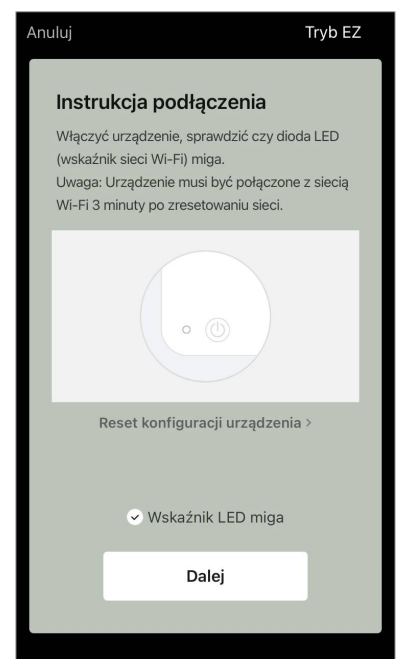 Anuluj Tryb EZ
Instrukcja podłączenia
Włączyć urządzenie, sprawdzić czy dioda LED
(wskaźnik sieci Wi-Fi) miga.
Uwaga: Urządzenie musi być połączone z siecią
Wi-Fi 3 minuty po zresetowaniu sieci.
Reset konfiguracji urządzenia >
Wskaźnik LED miga
Dalej